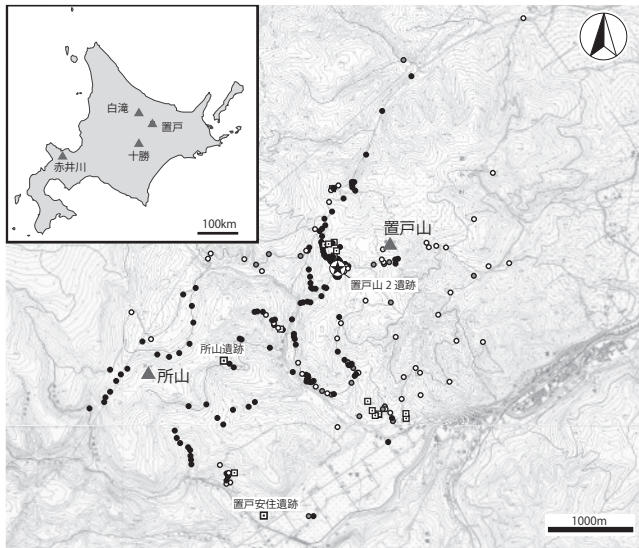 白滝
置戸
十勝
赤井川
100km
置戸山
置戸山 2 遺跡
所山遺跡
所山
置戸安住遺跡
1000m